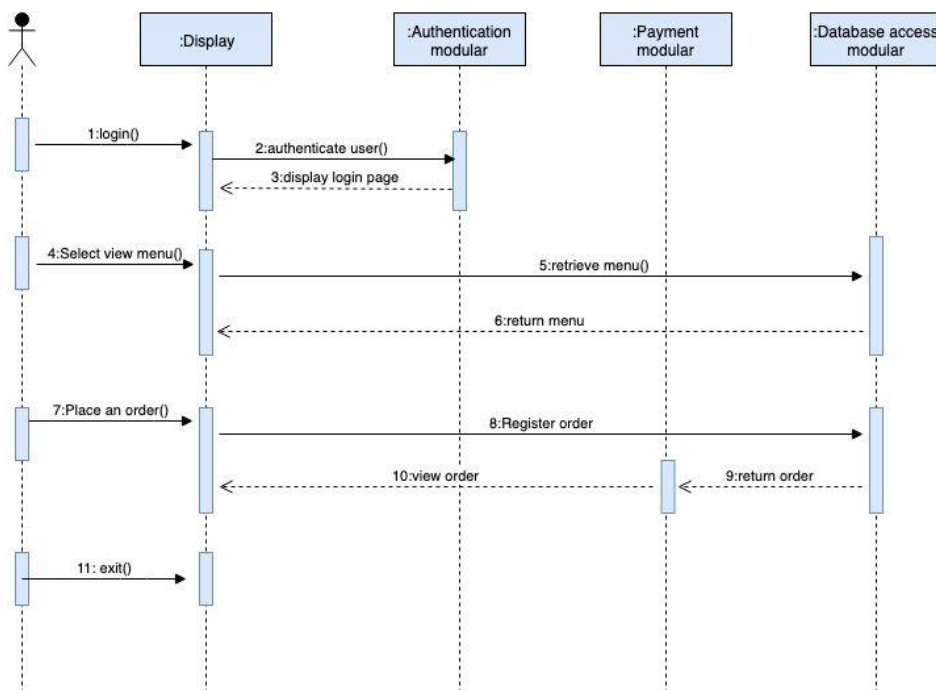 :Display
:Authentication
modular
:Payment
modular
:Database access
modular
1:login()
2:authenticate user()
3:display login page
4:Select view menu()
5:retrieve menu()
6:return menu
7:Place an order()
8:Register order
10:view order
9:return order
11: exit()